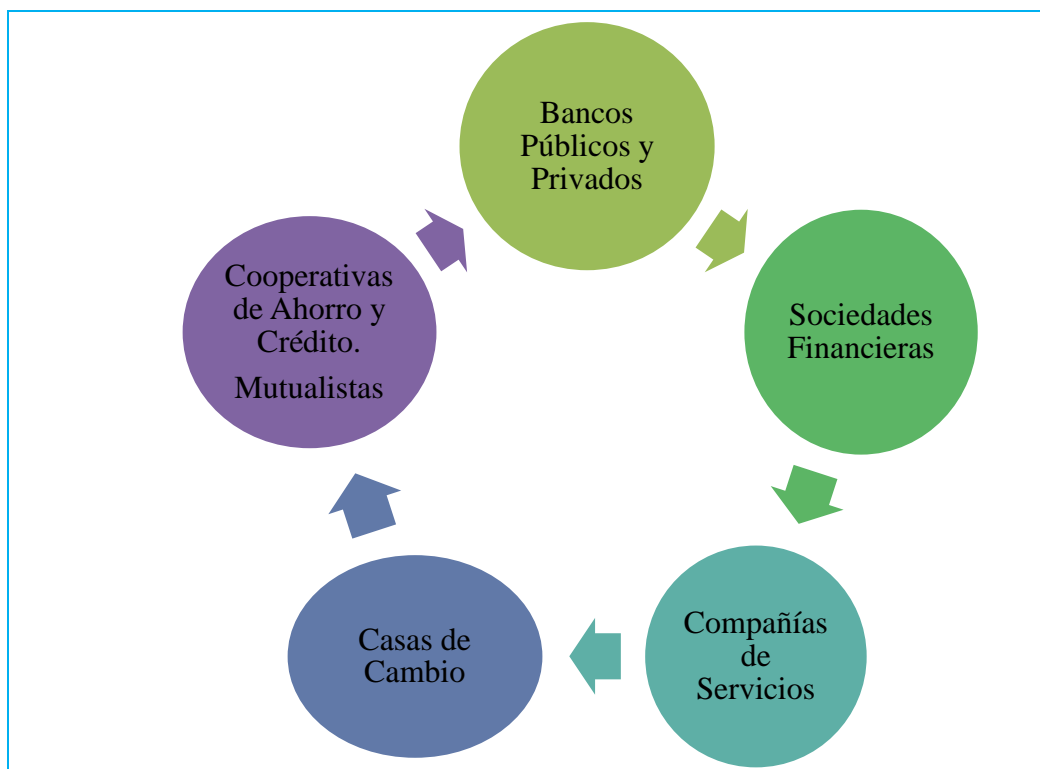 Bancos
Públicos y
Privados
Sociedades
Financieras
Compañías
de
Servicios
Casas de
Cambio
Cooperativas
de Ahorro y
Crédito.
Mutualistas